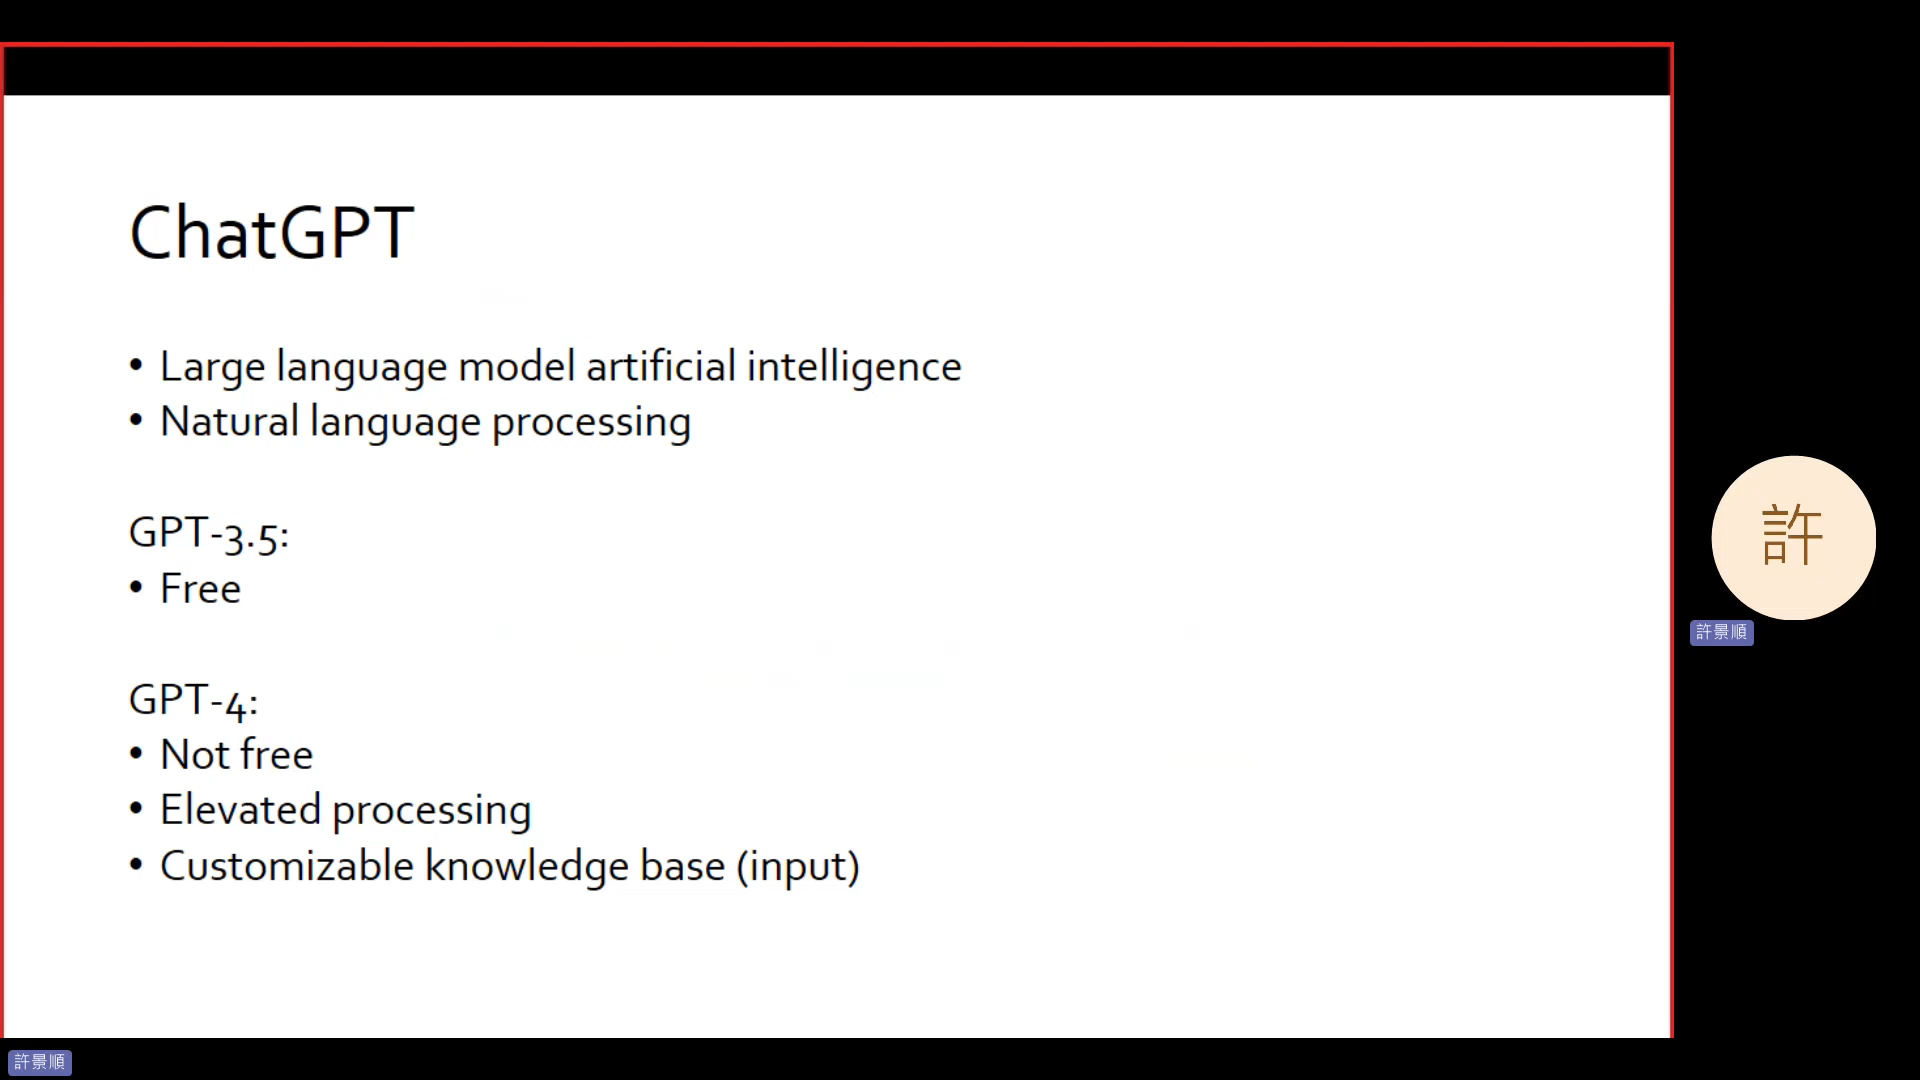 ChatGPT
• Large language model artificial intelligence
• Natural language processing
GPT-3.5:
• Free
GPT-4:
• Not free
• Elevated processing
• Customizable knowledge base (input)
許
許景順
許景順